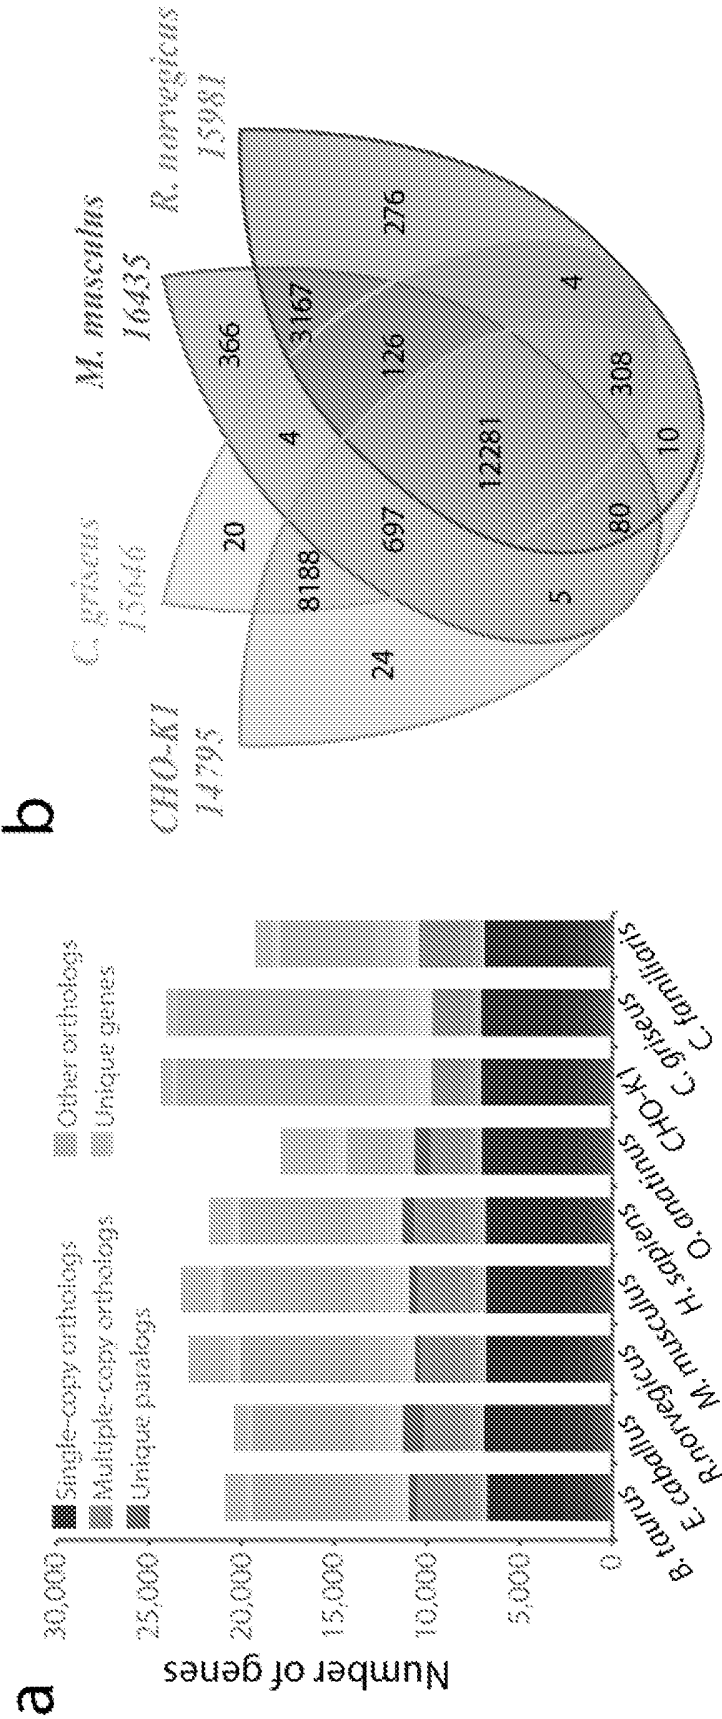 a
Number of genes
30,000
25,000
20,000
15,000
10,000
5,000
0
Single-copy orthologs
Multiple-copy orthologs
Unique paralogs
Other orthologs
Unique genes
B. taurus
E. caballus
R.norvegicus
M. musculus
H. sapiens
O. anatinus
CHO-K1
C. griseus
C. familiaris
b
CHO-K1
14795
C. griseus
15646
M. musculus
16435
R. norvegicus
15981
24
20
366
276
8188
4
3167
697
126
12281
4
5
80
308
10